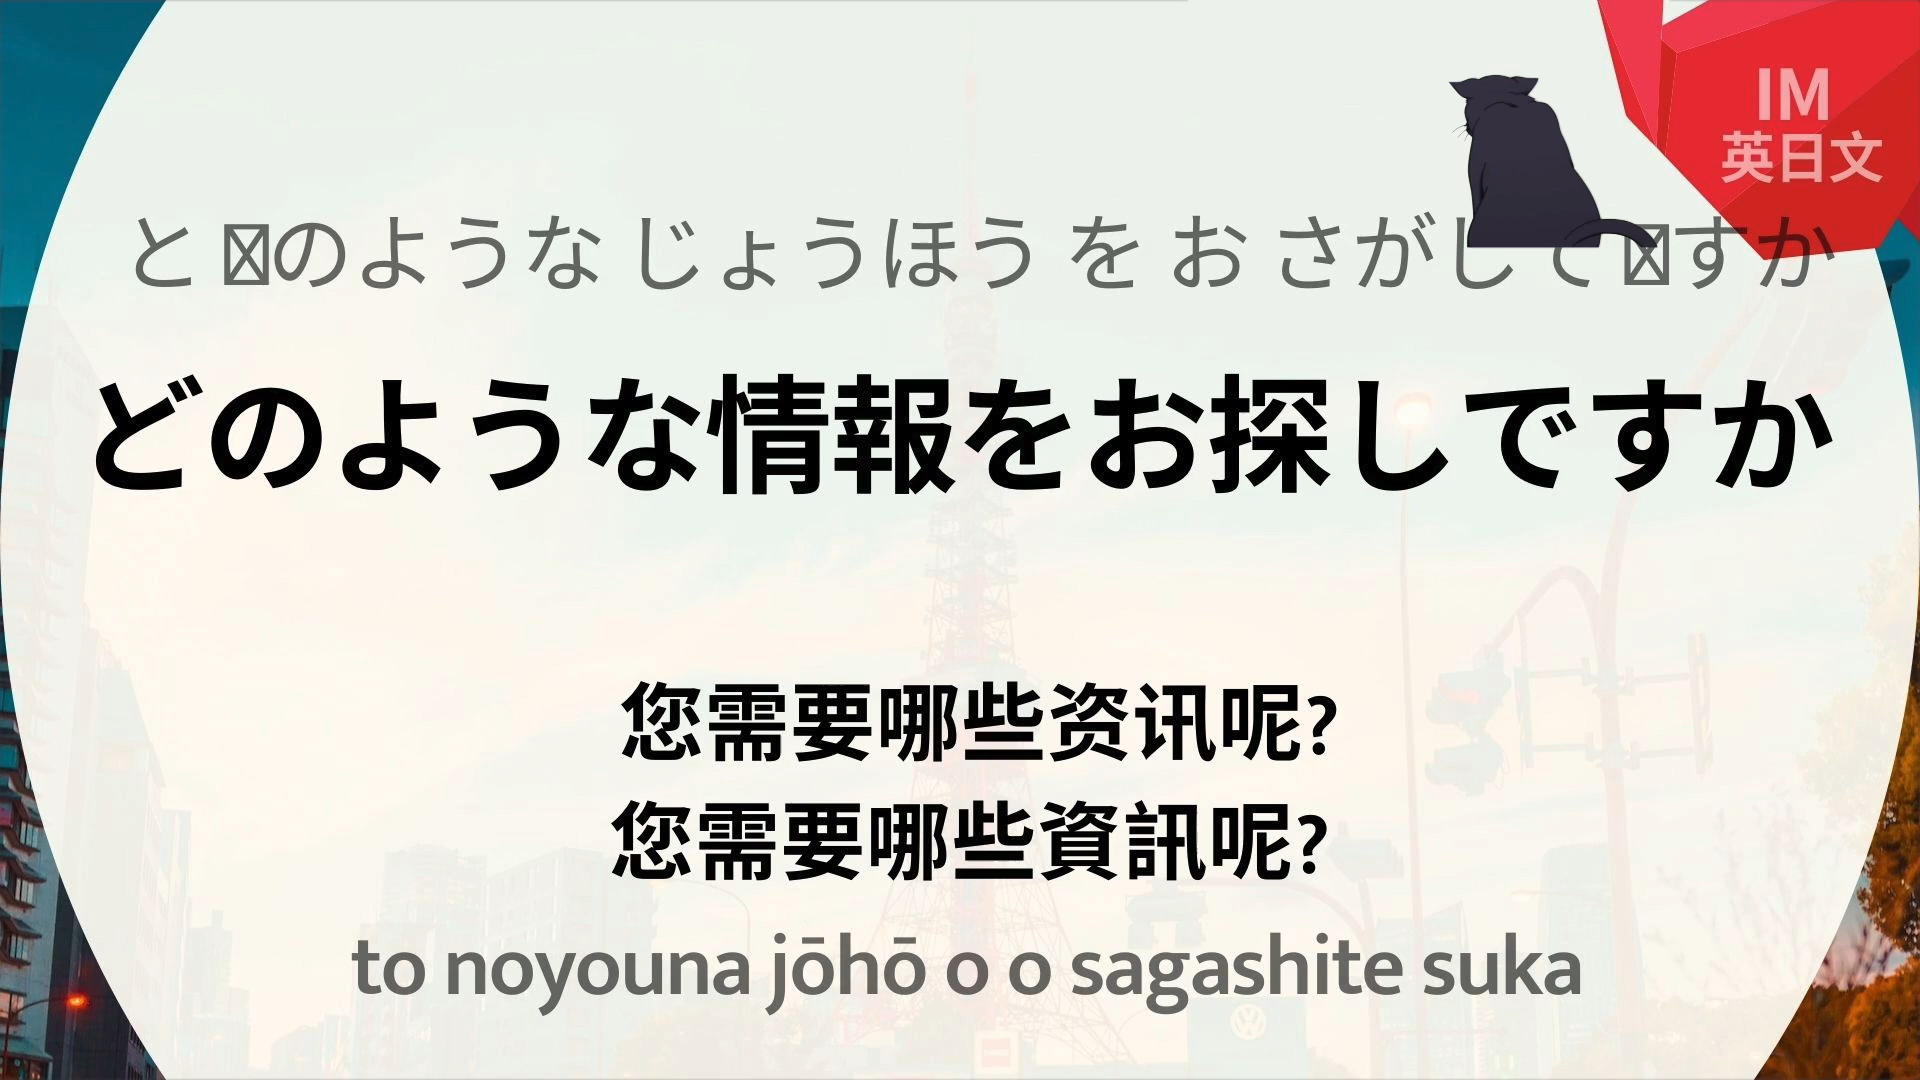 IM
英日文
と ☒のような じょうほう を お さがして☒すか
どのような情報をお探しですか
您需要哪些资讯呢?
您需要哪些資訊呢?
to noyouna jōhō o o sagashite suka